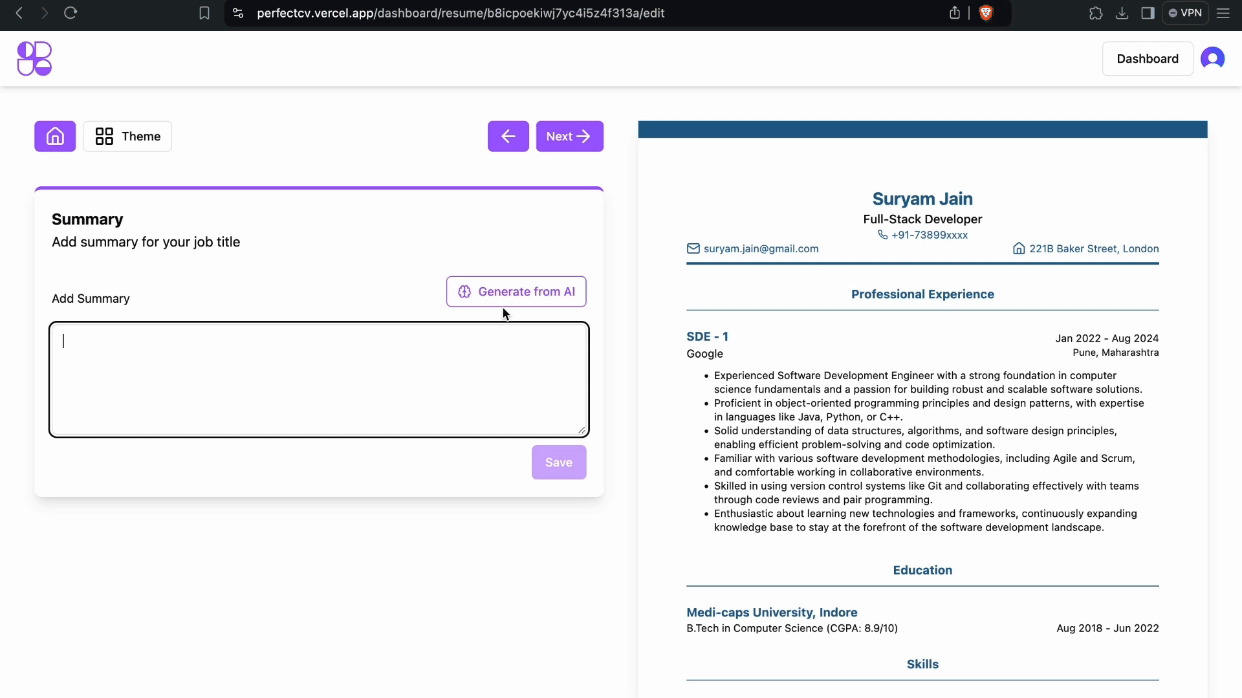 perfectcv.vercel.app/dashboard/resume/b8icpoekiwj7yc4i5z4f313a/edit
VPN
Dashboard
Theme
Next
Summary
Add summary for your job title
Add Summary
Generate from AI
Save
Suryam Jain
Full-Stack Developer
+91-73899xxxx
suryam.jain@gmail.com
221B Baker Street, London
Professional Experience
SDE - 1
Jan 2022 - Aug 2024
Google
Pune, Maharashtra
• Experienced Software Development Engineer with a strong foundation in computer
science fundamentals and a passion for building robust and scalable software solutions.
• Proficient in object-oriented programming principles and design patterns, with expertise
in languages like Java, Python, or C++.
• Solid understanding of data structures, algorithms, and software design principles,
enabling efficient problem-solving and code optimization.
• Familiar with various software development methodologies, including Agile and Scrum,
and comfortable working in collaborative environments.
• Skilled in using version control systems like Git and collaborating effectively with teams
through code reviews and pair programming.
• Enthusiastic about learning new technologies and frameworks, continuously expanding
knowledge base to stay at the forefront of the software development landscape.
Education
Medi-caps University, Indore
B.Tech in Computer Science (CGPA: 8.9/10)
Aug 2018 - Jun 2022
Skills